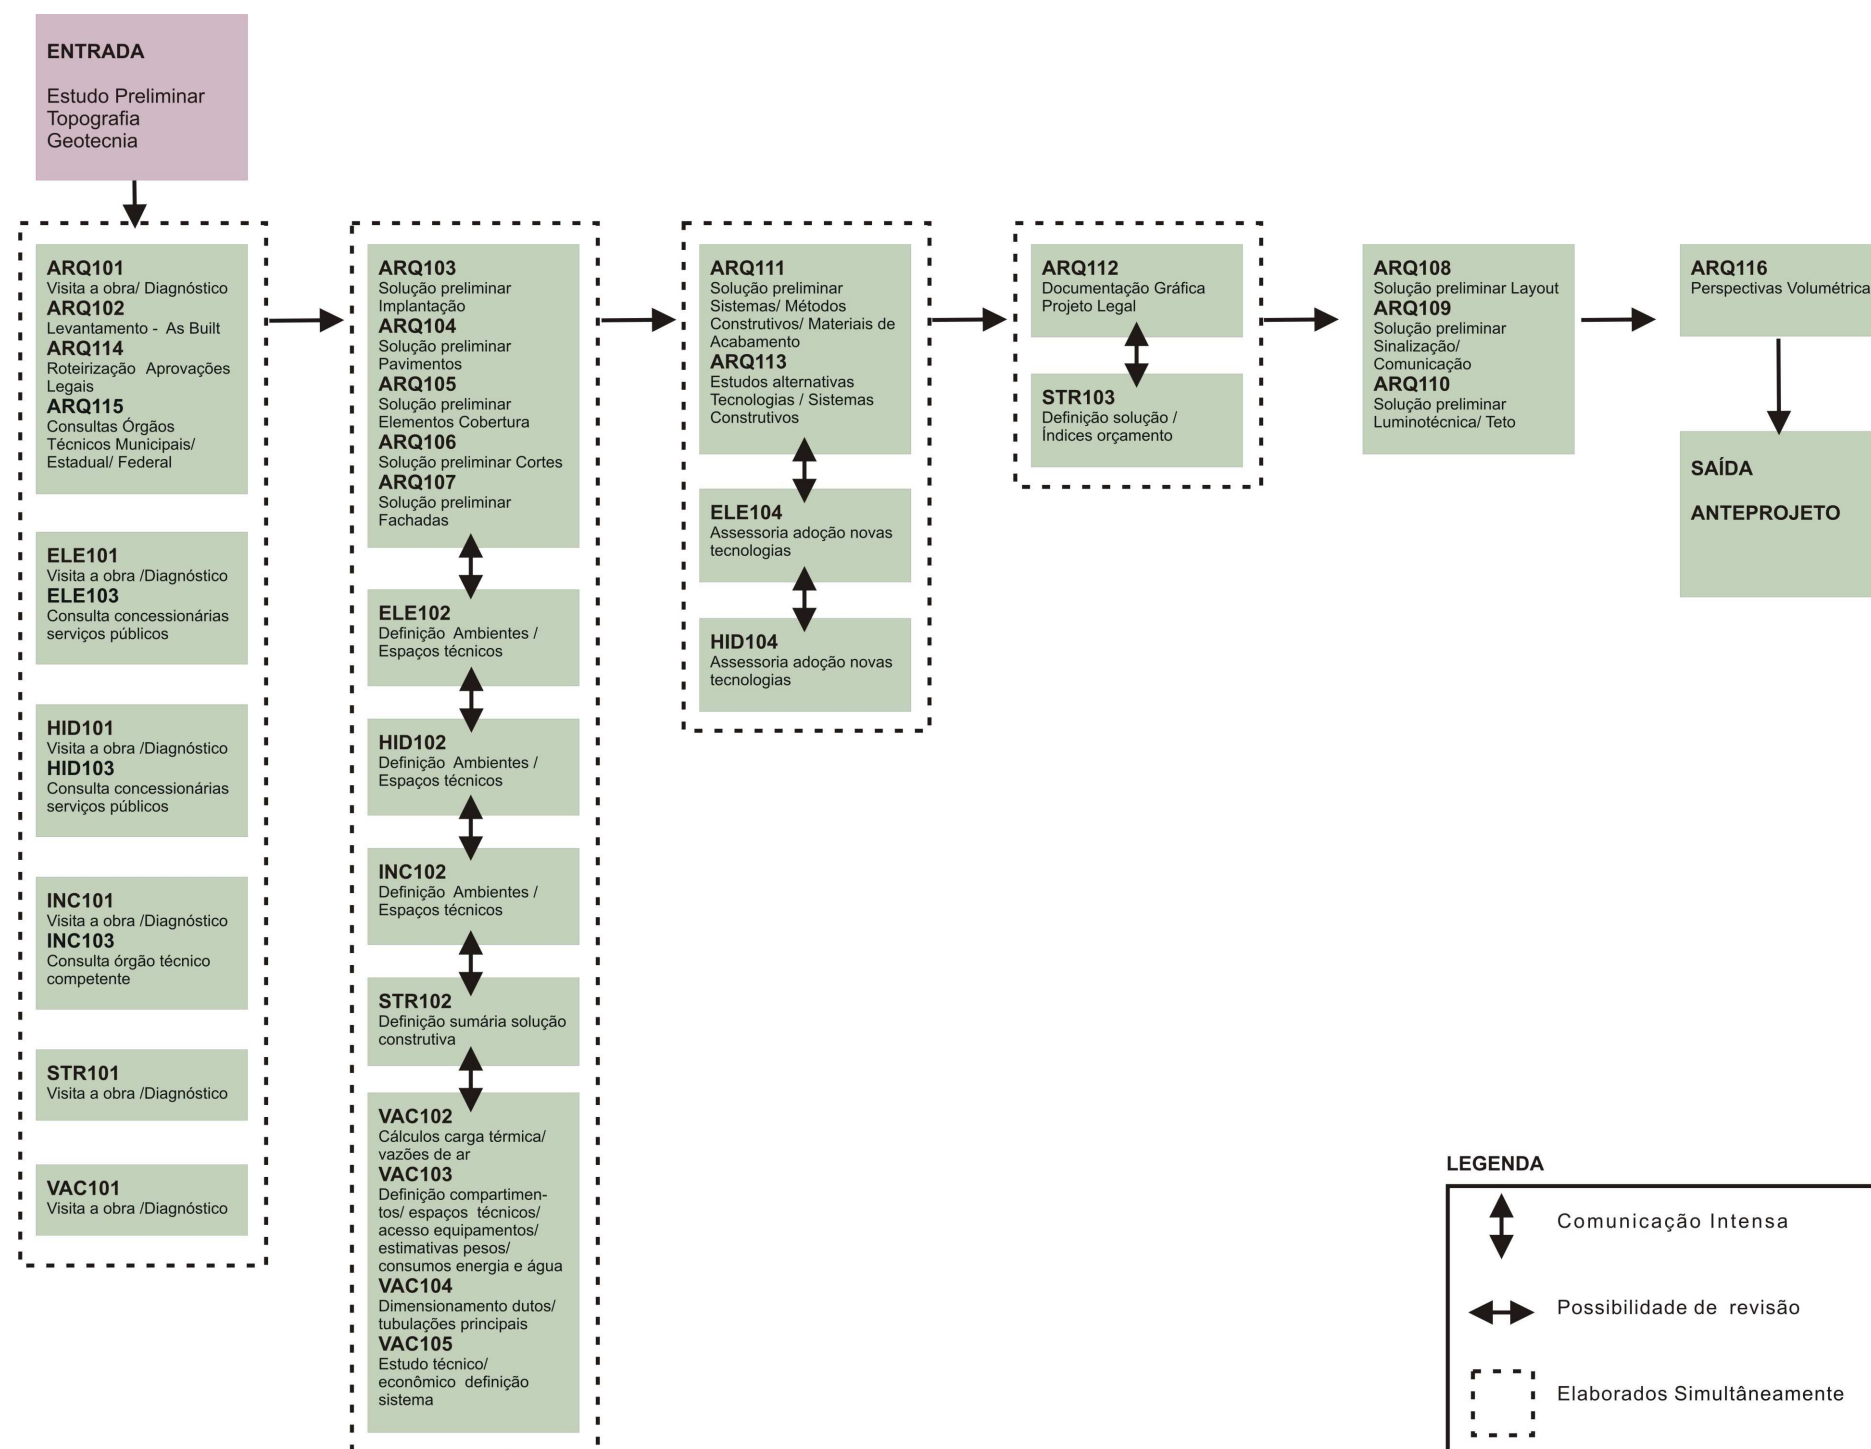 ENTRADA
Estudo Preliminar
Topografia
Geotecnia
ARQ101
Visita a obra/ Diagnóstico
ARQ102
Levantamento - As Built
ARQ114
Roteirização Aprovações
Legais
ARQ115
Consultas Órgãos
Técnicos Municipais/
Estadual/ Federal
ELE101
Visita a obra /Diagnóstico
ELE103
Consulta concessionárias
serviços públicos
HID101
Visita a obra /Diagnóstico
HID103
Consulta concessionárias
serviços públicos
INC101
Visita a obra /Diagnóstico
INC103
Consulta órgão técnico
competente
STR101
Visita a obra /Diagnóstico
VAC101
Visita a obra /Diagnóstico
ARQ103
Solução preliminar
Implantação
ARQ104
Solução preliminar
Pavimentos
ARQ105
Solução preliminar
Elementos Cobertura
ARQ106
Solução preliminar Cortes
ARQ107
Solução preliminar
Fachadas
ELE102
Definição Ambientes /
Espaços técnicos
HID102
Definição Ambientes /
Espaços técnicos
INC102
Definição Ambientes /
Espaços técnicos
STR102
Definição sumária solução
construtiva
VAC102
Cálculos carga térmica/
vazões de ar
VAC103
Definição compartimen-
tos/ espaços técnicos/
acesso equipamentos/
estimativas pesos/
consumos energia e água
VAC104
Dimensionamento dutos/
tubulações principais
VAC105
Estudo técnico/
econômico definição
sistema
ARQ111
Solução preliminar
Sistemas/ Métodos
Construtivos/ Materiais de
Acabamento
ARQ113
Estudos alternativas
Tecnologias / Sistemas
Construtivos
ELE104
Assessoria adoção novas
tecnologias
HID104
Assessoria adoção novas
tecnologias
ARQ112
Documentação Gráfica
Projeto Legal
STR103
Definição solução /
Índices orçamento
ARQ108
Solução preliminar Layout
ARQ109
Solução preliminar
Sinalização/
Comunicação
ARQ110
Solução preliminar
Luminotécnica/ Teto
ARQ116
Perspectivas Volumétrica
SAÍDA
ANTEPROJETO
LEGENDA
Comunicação Intensa
Possibilidade de revisão
Elaborados Simultâneamente